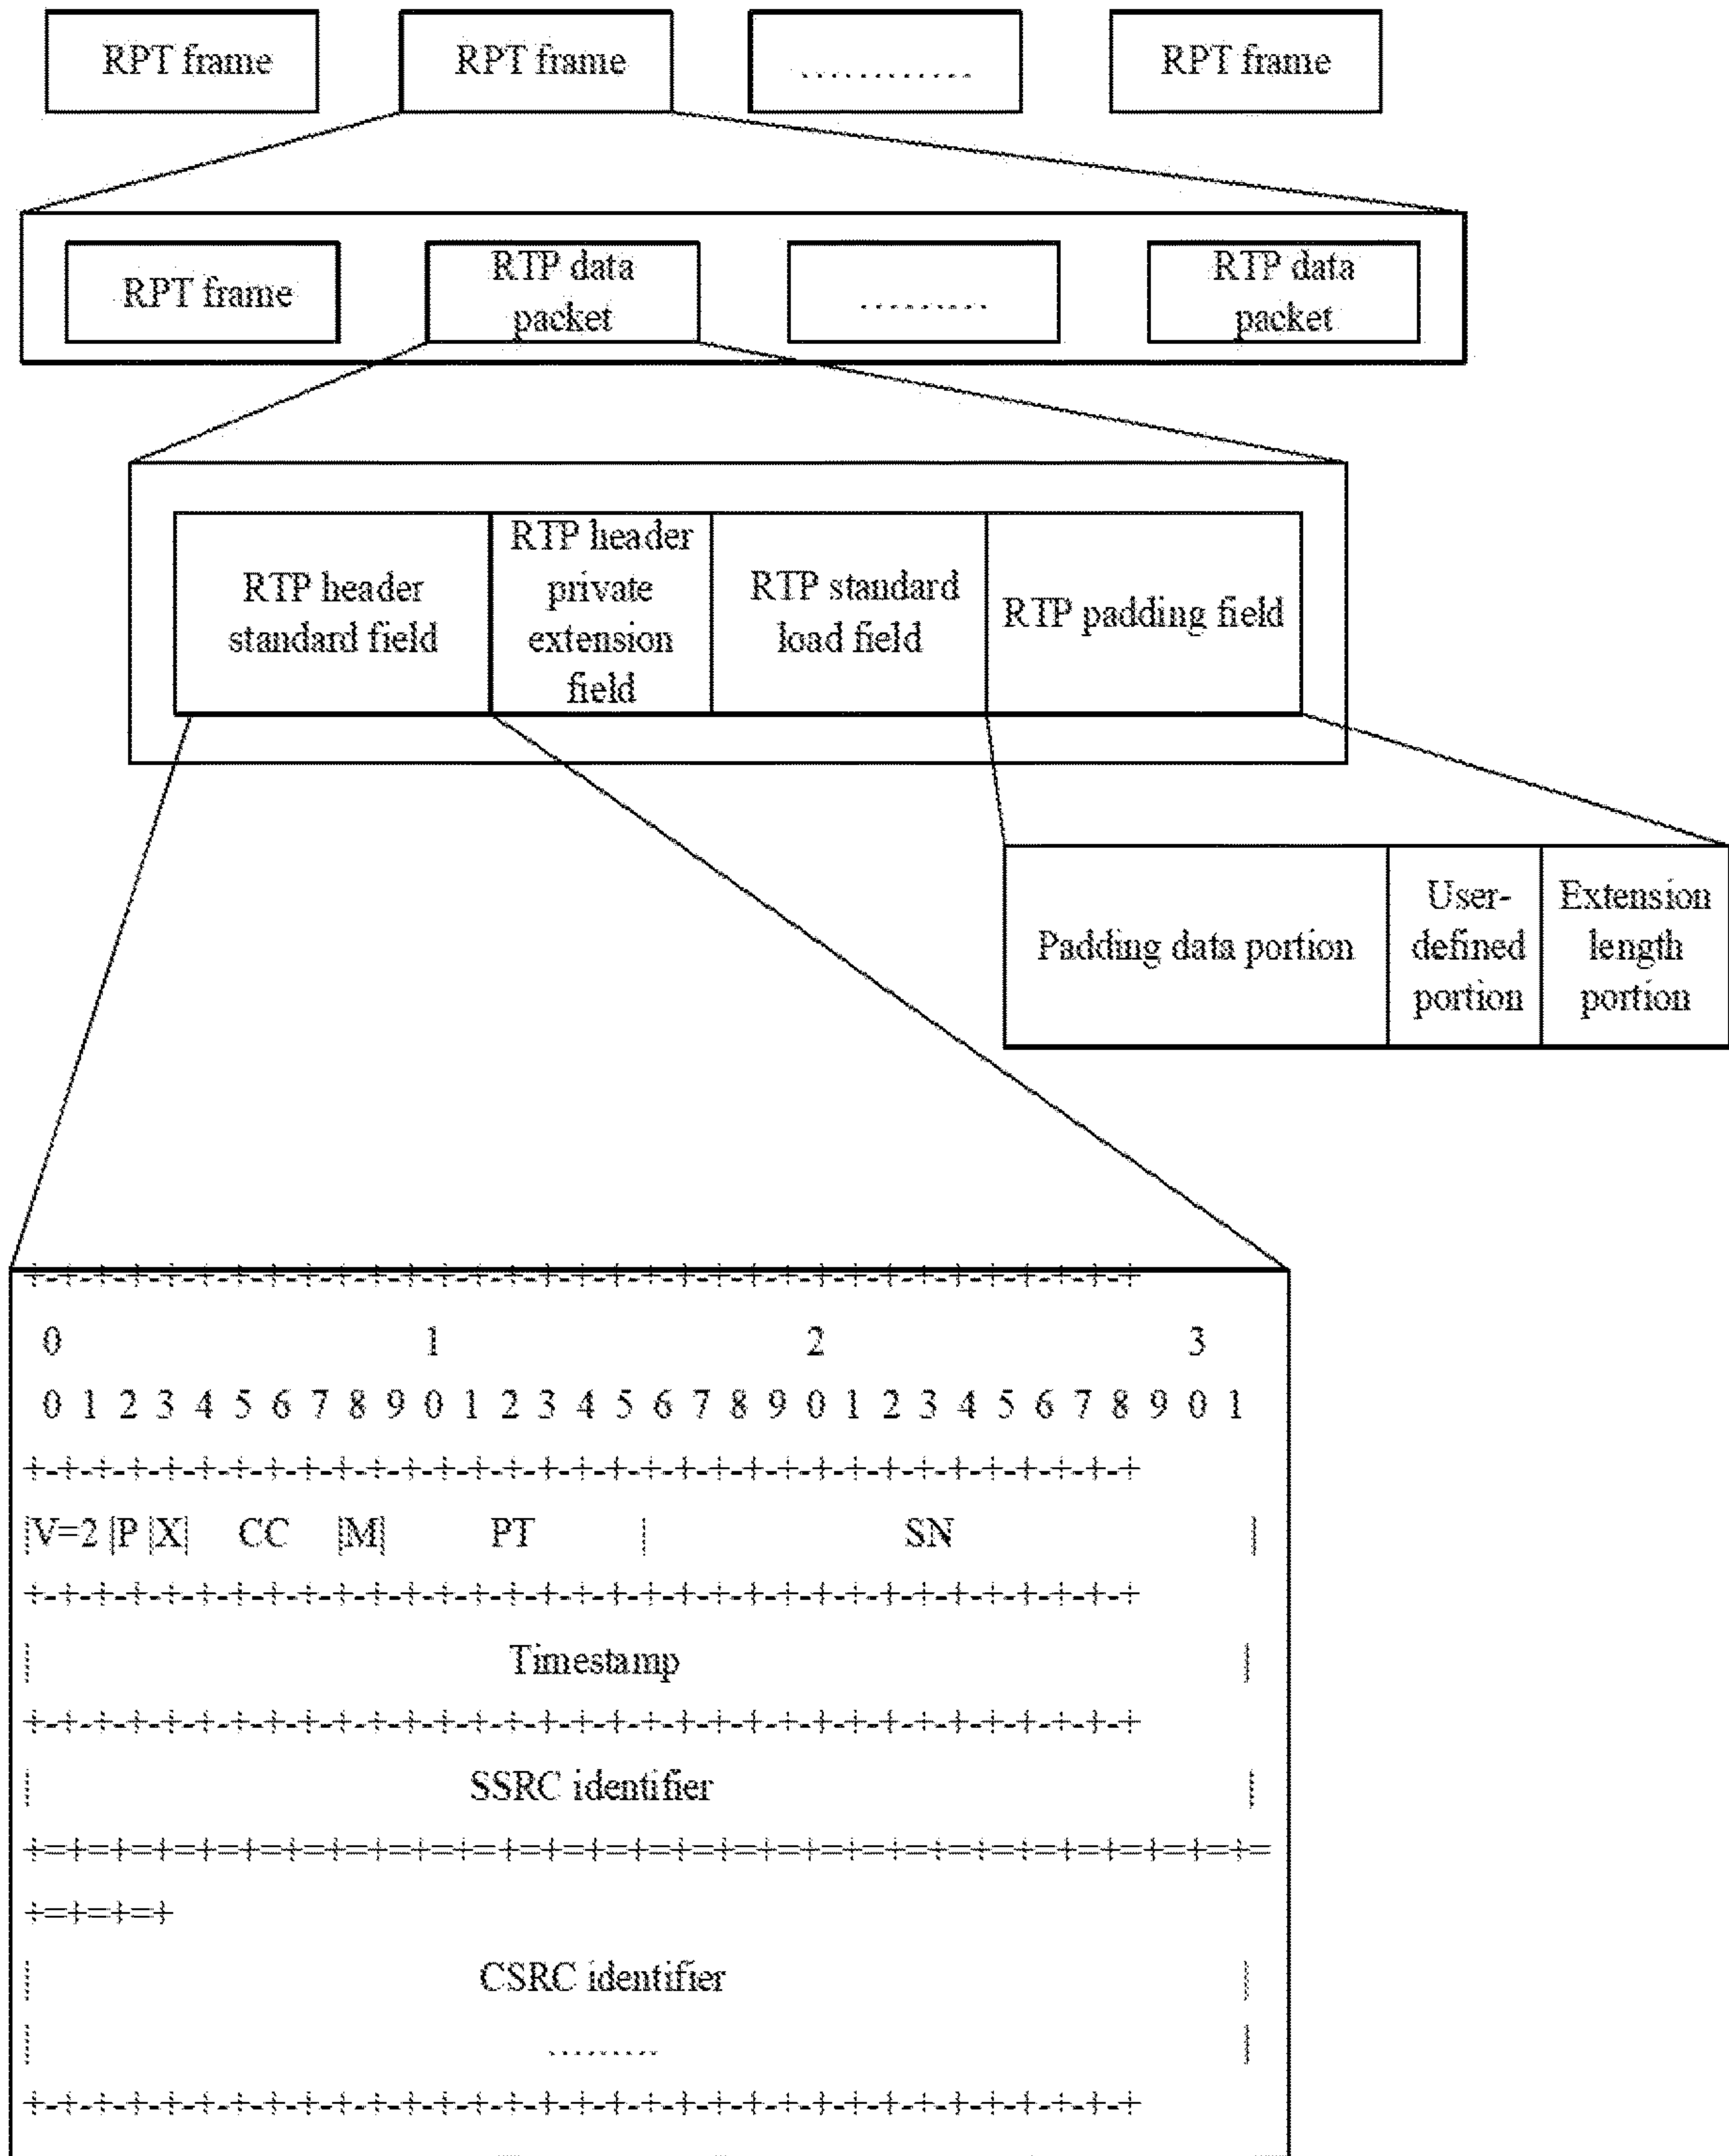 RPT frame RPT frame ............ RPT frame
RPT frame RTP data ......... RTP data
packet packet
RTP header
standard field
RTP header
private
extension
field
RTP standard
load field
RTP padding field
Padding data portion
User-
defined
portion
Extension
length
portion
+-+-+-+-+-+-+-+-+-+-+-+-+-+-+-+-+-+-+-+-+-+-+-+-+-+-+-+-+-+-+-+-+
0 1 2 3
0 1 2 3 4 5 6 7 8 9 0 1 2 3 4 5 6 7 8 9 0 1 2 3 4 5 6 7 8 9 0 1
+-+-+-+-+-+-+-+-+-+-+-+-+-+-+-+-+-+-+-+-+-+-+-+-+-+-+-+-+-+-+-+-+
|V=2 |P |X| CC |M| PT | SN |
+-+-+-+-+-+-+-+-+-+-+-+-+-+-+-+-+-+-+-+-+-+-+-+-+-+-+-+-+-+-+-+-+
| Timestamp |
+-+-+-+-+-+-+-+-+-+-+-+-+-+-+-+-+-+-+-+-+-+-+-+-+-+-+-+-+-+-+-+-+
| SSRC identifier |
+=+=+=+=+=+=+=+=+=+=+=+=+=+=+=+=+=+=+=+=+=+=+=+=+=+=+=+=+=
+=+=+=+
| CSRC identifier |
| ......... |
+-+-+-+-+-+-+-+-+-+-+-+-+-+-+-+-+-+-+-+-+-+-+-+-+-+-+-+-+-+-+-+-+